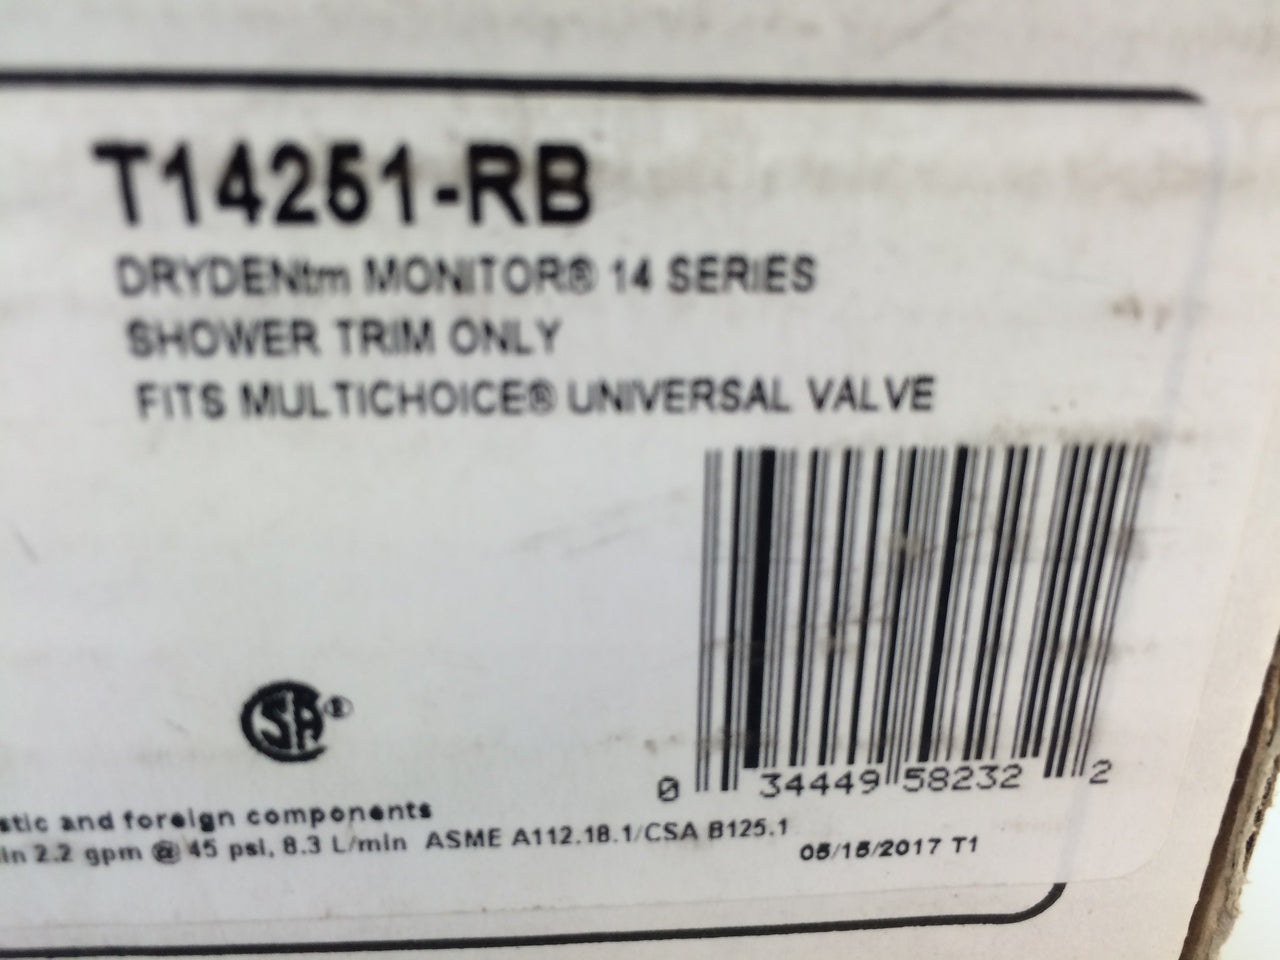 T14251-RB
DRYDENtm MONITOR® 14 SERIES
SHOWER TRIM ONLY
FITS MULTICHOICE® UNIVERSAL VALVE
SA®
0 34449 58232 2
stic and foreign components
in 2.2 gpm @ 45 psi, 8.3 L/min ASME A112.18.1/CSA B125.1
05/15/2017 T1